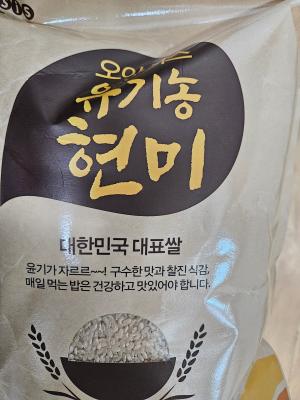 유기농
현미
대한민국 대표쌀
윤기가 자르르~~! 구수한 맛과 찰진 식감,
매일 먹는 밥은 건강하고 맛있어야 합니다.